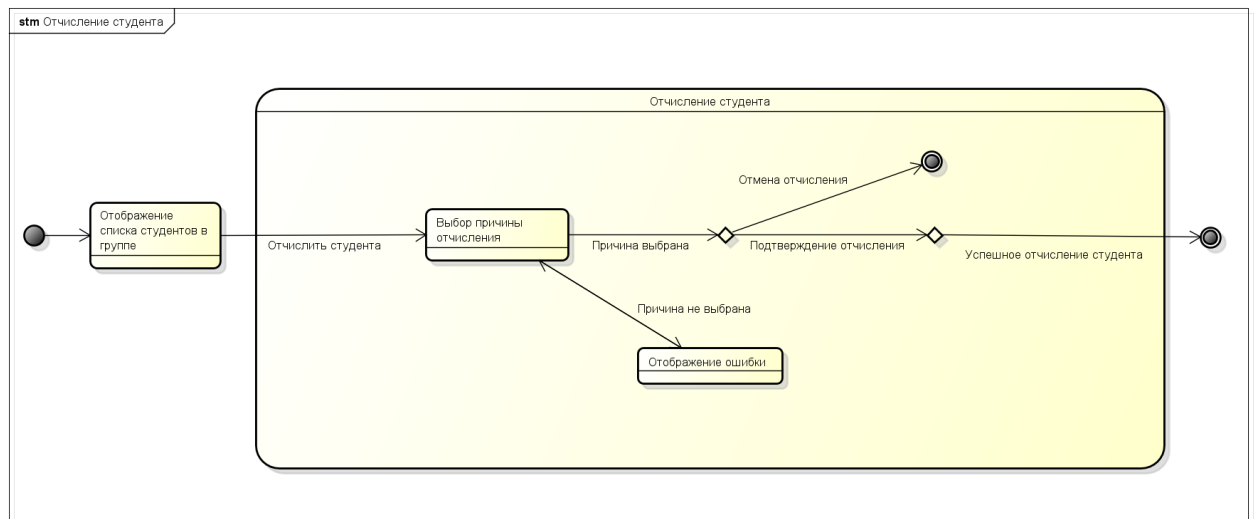 stm Отчисление студента
Отчисление студента
Отмена отчисления
Отображение
списка студентов в
группе
Отчислить студента
Выбор причины
отчисления
Причина выбрана
Подтверждение отчисления
Успешное отчисление студента
Причина не выбрана
Отображение ошибки